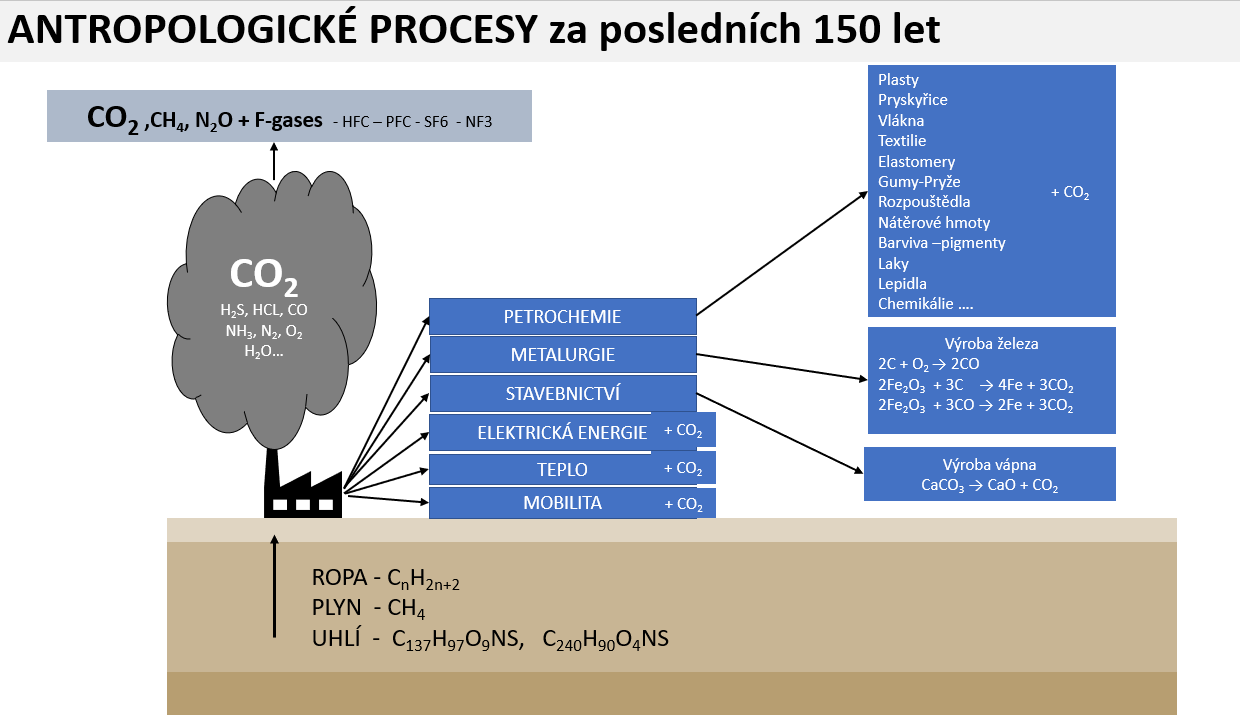 ANTROPOLOGICKÉ PROCESY za posledních 150 let
CO₂ ,CH₄, N₂O + F-gases - HFC – PFC - SF6 - NF3
CO₂
H₂S, HCL, CO
NH₃, N₂, O₂
H₂O...
PETROCHEMIE
METALURGIE
STAVEBNICTVÍ
ELEKTRICKÁ ENERGIE + CO₂
TEPLO + CO₂
MOBILITA + CO₂
Plasty
Pryskyřice
Vlákna
Textilie
Elastomery
Gumy-Pryže
+ CO₂
Rozpouštědla
Nátěrové hmoty
Barviva –pigmenty
Laky
Lepidla
Chemikálie ....
Výroba železa
2C + O₂ → 2CO
2Fe₂O₃ + 3C → 4Fe + 3CO₂
2Fe₂O₃ + 3CO → 2Fe + 3CO₂
Výroba vápna
CaCO₃ → CaO + CO₂
ROPA - CₙH₂ₙ₊₂
PLYN - CH₄
UHLÍ - C₁₃₇H₉₇O₉NS, C₂₄₀H₉₀O₄NS